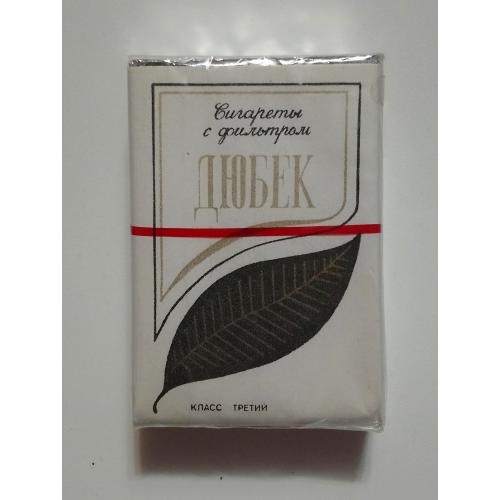 Сигареты
с фильтром
ДЮБЕК
КЛАСС ТРЕТИЙ